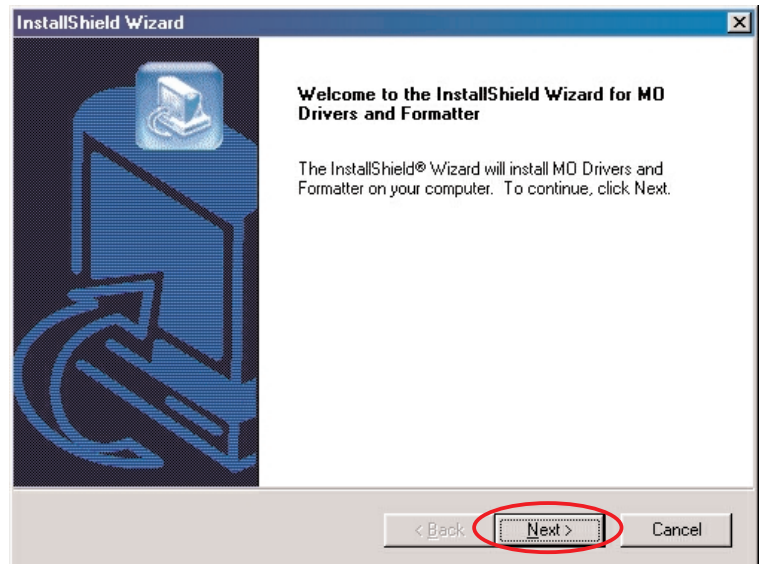 InstallShield Wizard
Welcome to the InstallShield Wizard for MO
Drivers and Formatter
The InstallShield® Wizard will install MO Drivers and
Formatter on your computer.  To continue, click Next.
< Back
Next >
Cancel